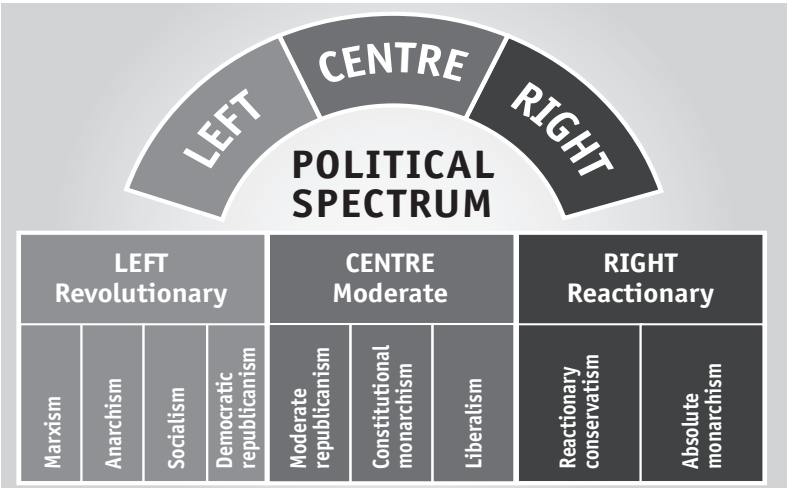 LEFT
CENTRE
RIGHT
POLITICAL
SPECTRUM
LEFT
Revolutionary
CENTRE
Moderate
RIGHT
Reactionary
Marxism
Anarchism
Socialism
Democratic
republicanism
Moderate
republicanism
Constitutional
monarchism
Liberalism
Reactionary
conservatism
Absolute
monarchism